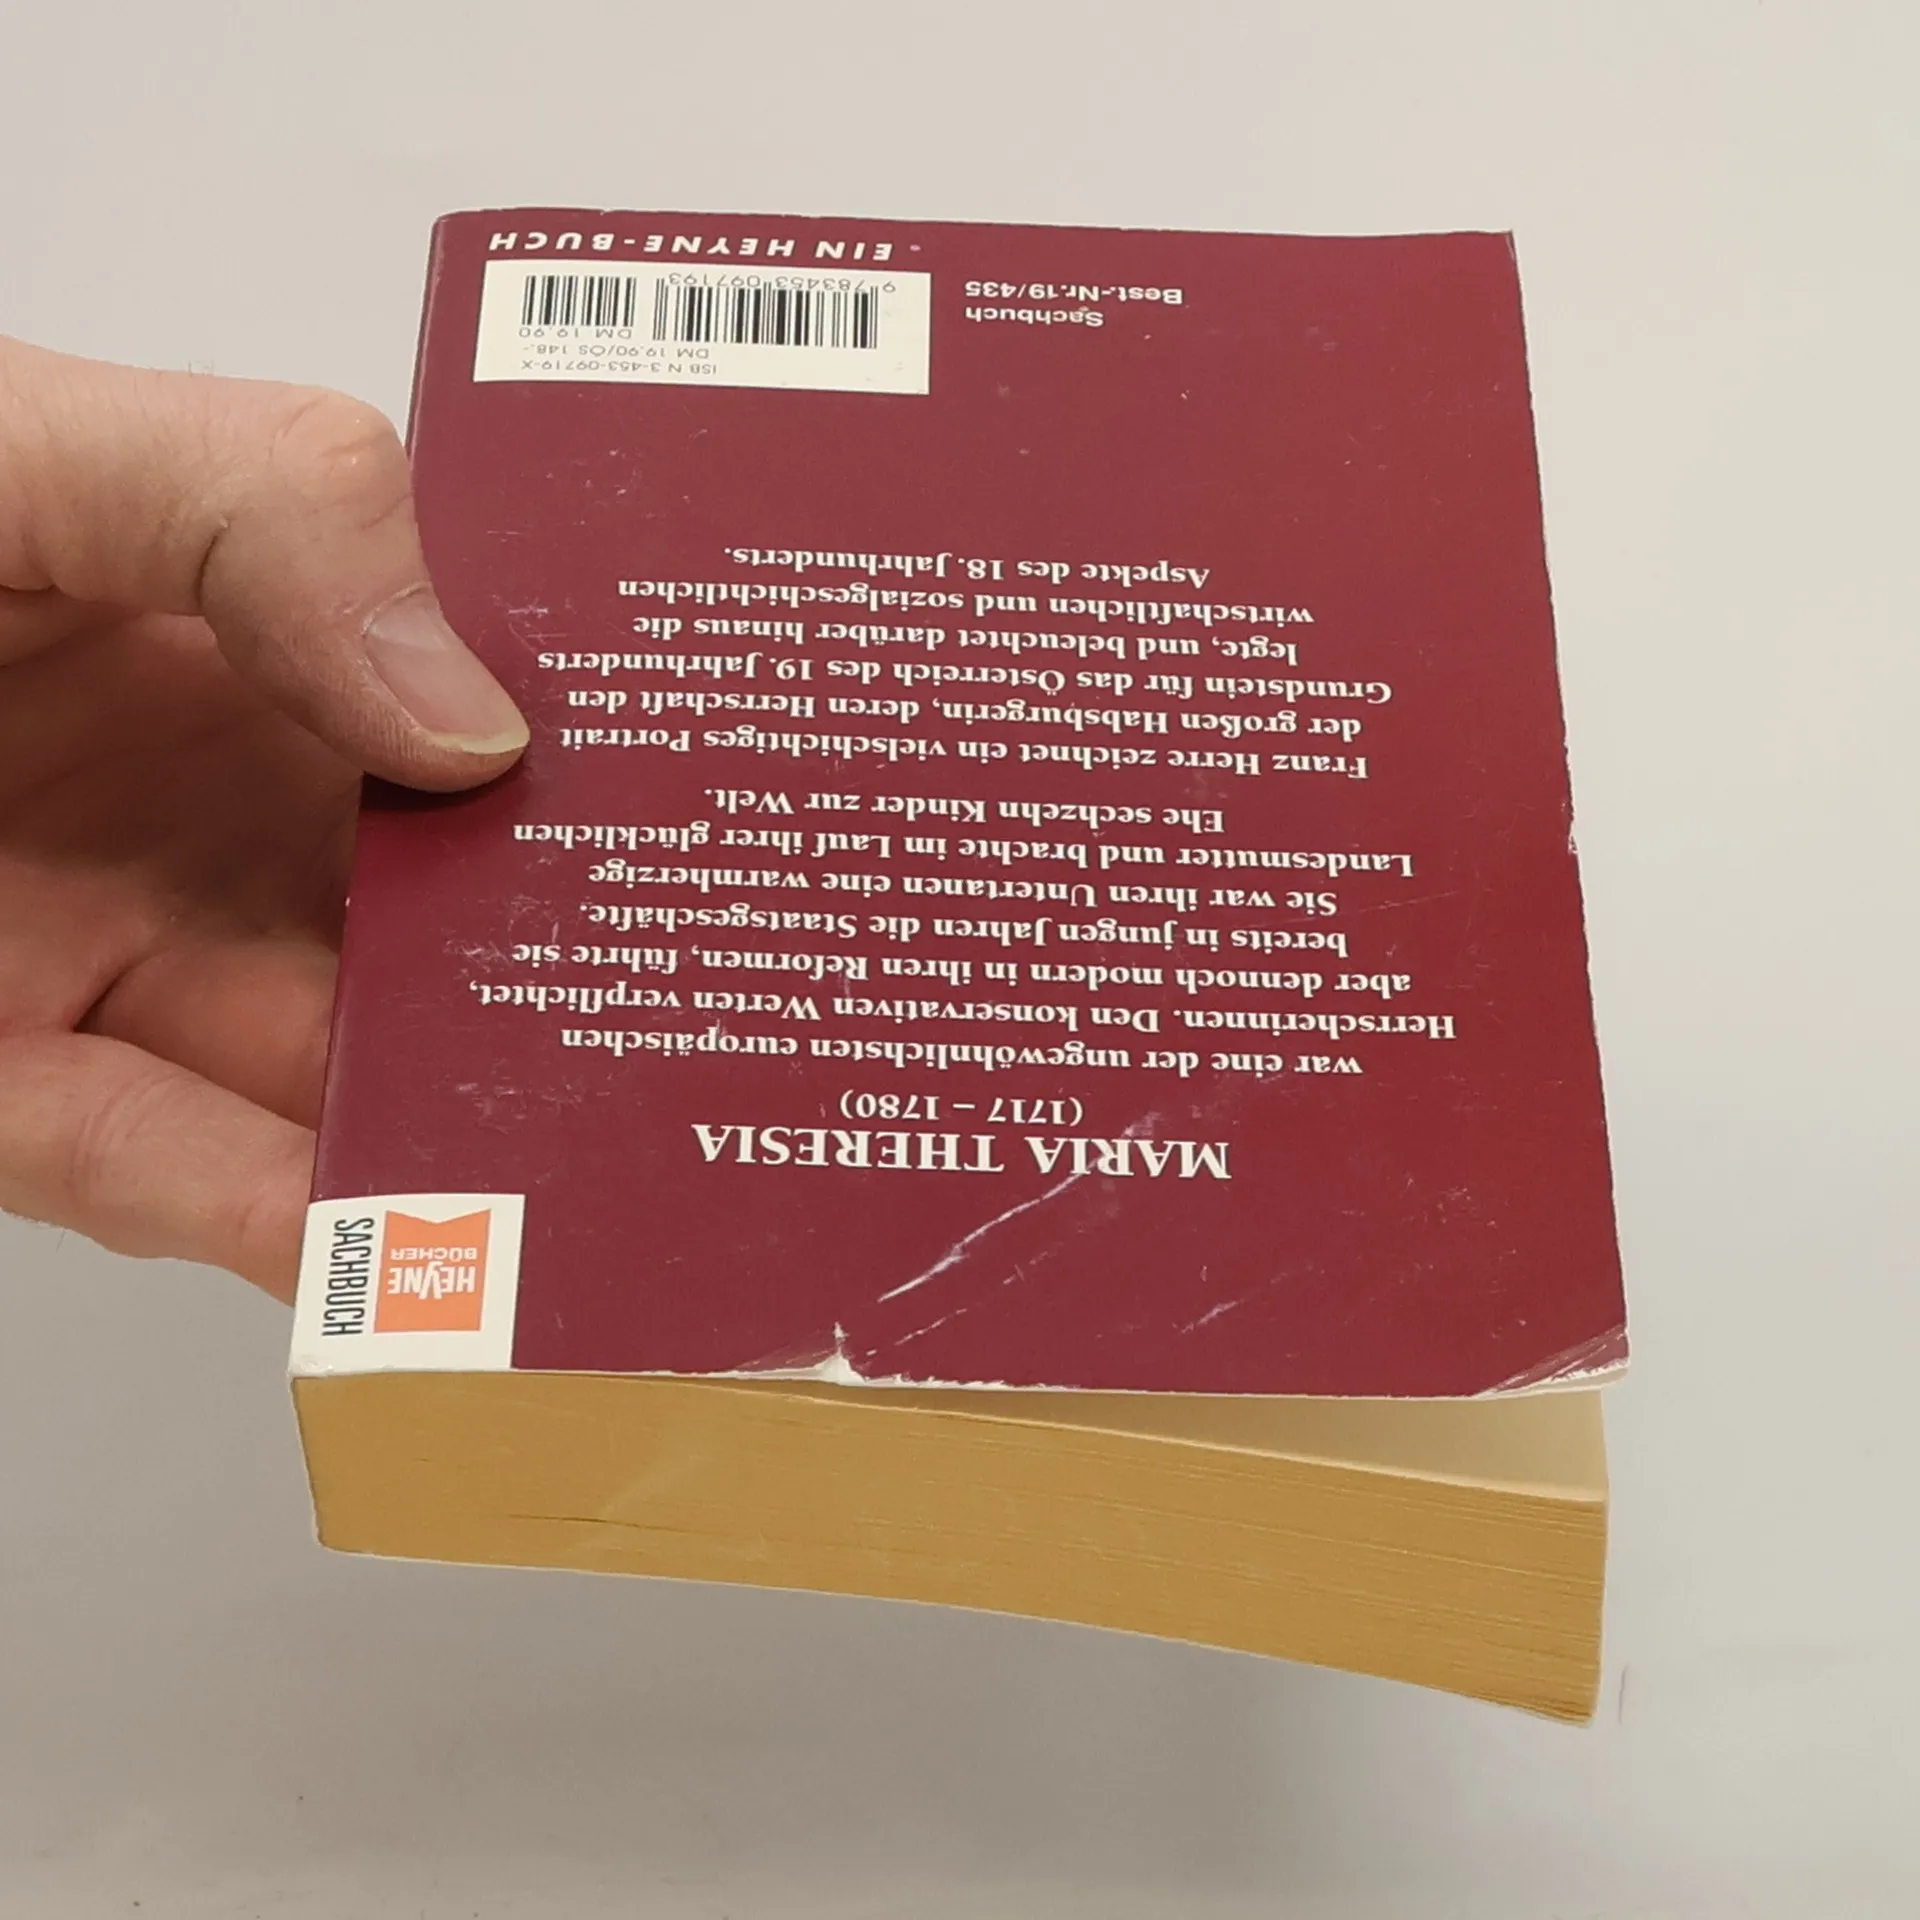 HEYNE
BÜCHER
SACHBUCH
MARIA THERESIA
(1717 – 1780)
war eine der ungewöhnlichsten europäischen
Herrscherinnen. Den konservativen Werten verpflichtet,
aber dennoch modern in ihren Reformen, führte sie
bereits in jungen Jahren die Staatsgeschäfte.
Sie war ihren Untertanen eine warmherzige
Landesmutter und brachte im Lauf ihrer glücklichen
Ehe sechzehn Kinder zur Welt.
Franz Herre zeichnet ein vielschichtiges Portrait
der großen Habsburgerin, deren Herrschaft den
Grundstein für das Österreich des 19. Jahrhunderts
legte, und beleuchtet darüber hinaus die
wirtschaftlichen und sozialgeschichtlichen
Aspekte des 18. Jahrhunderts.
Sachbuch
Best.-Nr.19/435
ISBN 3-453-09719-X
DM 19,90/ÖS 148,-
DM 19,90
9 783453 097193
• EIN HEYNE-BUCH